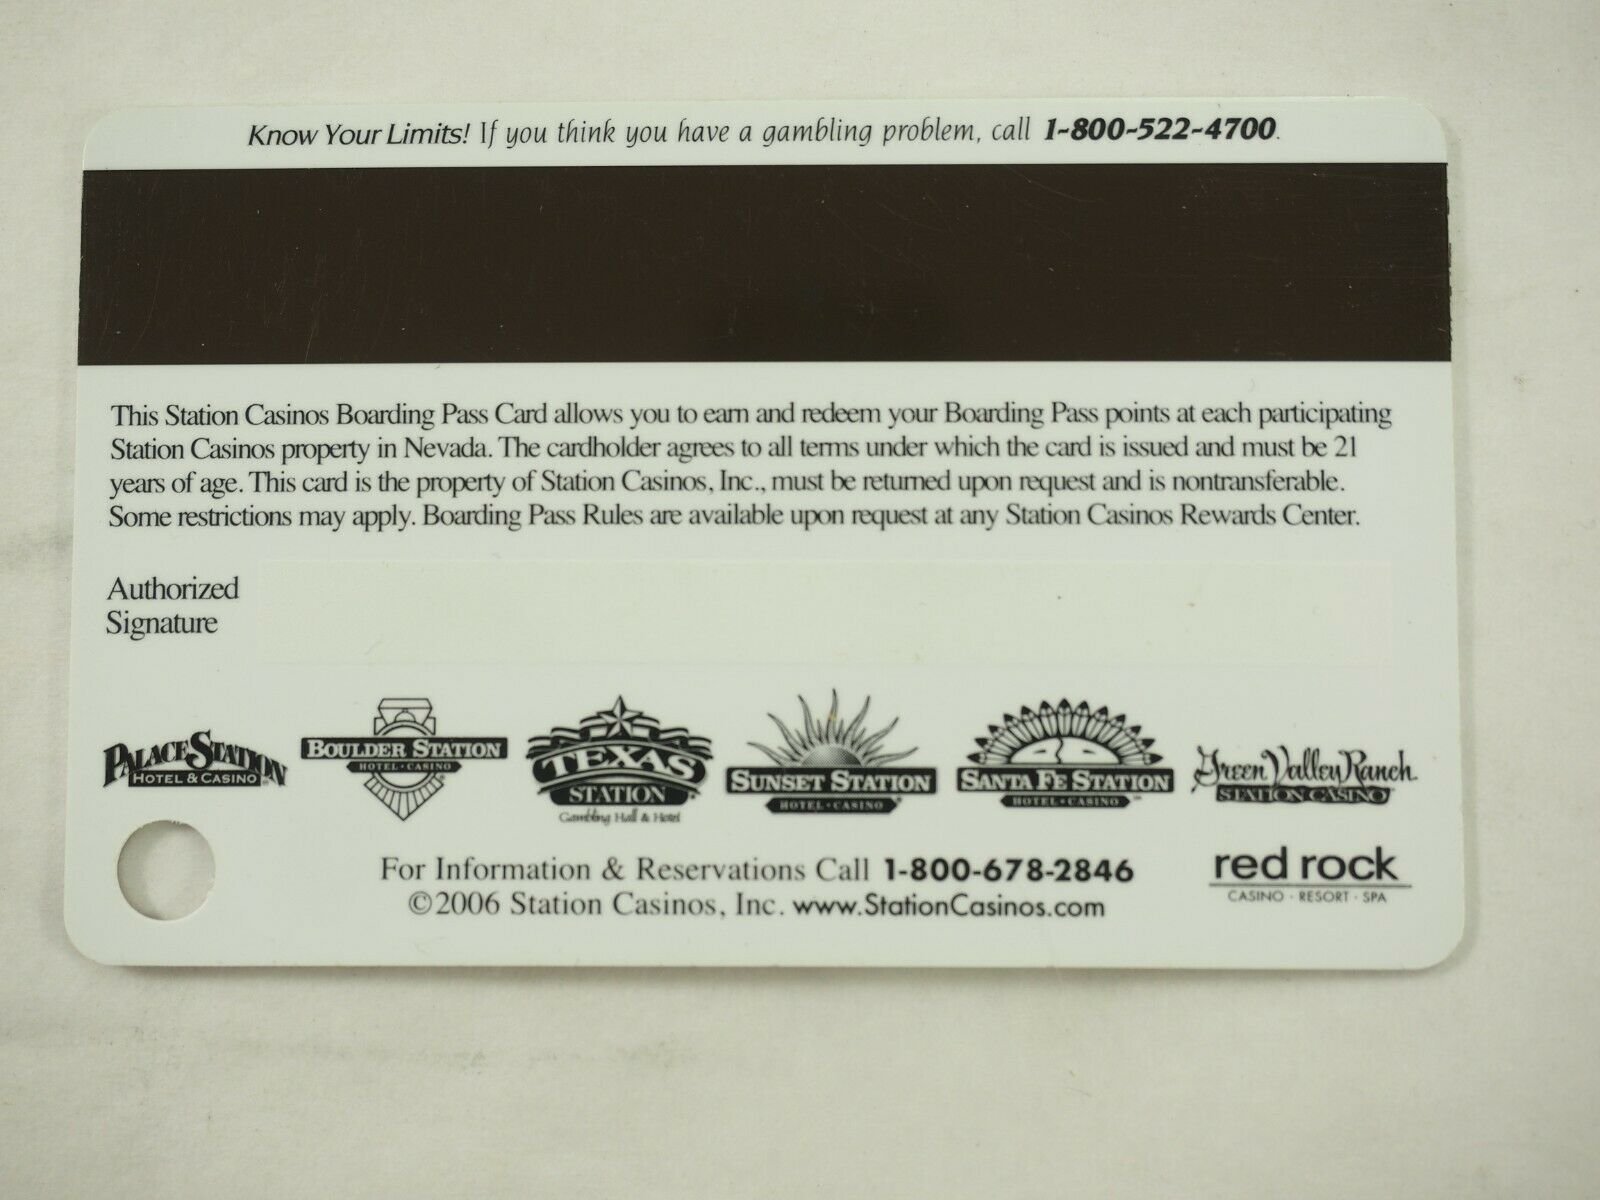 Know Your Limits! If you think you have a gambling problem, call 1-800-522-4700.
This Station Casinos Boarding Pass Card allows you to earn and redeem your Boarding Pass points at each participating
Station Casinos property in Nevada. The cardholder agrees to all terms under which the card is issued and must be 21
years of age. This card is the property of Station Casinos, Inc., must be returned upon request and is nontransferable.
Some restrictions may apply. Boarding Pass Rules are available upon request at any Station Casinos Rewards Center.
Authorized
Signature
PALACE STATION
HOTEL & CASINO
BOULDER STATION
HOTEL · CASINO
TEXAS
STATION
Gambling Hall & Hotel
SUNSET STATION
HOTEL · CASINO
SANTA FE STATION
HOTEL · CASINO
Green Valley Ranch
STATION CASINO
For Information & Reservations Call 1-800-678-2846
©2006 Station Casinos, Inc. www.StationCasinos.com
red rock
CASINO · RESORT · SPA